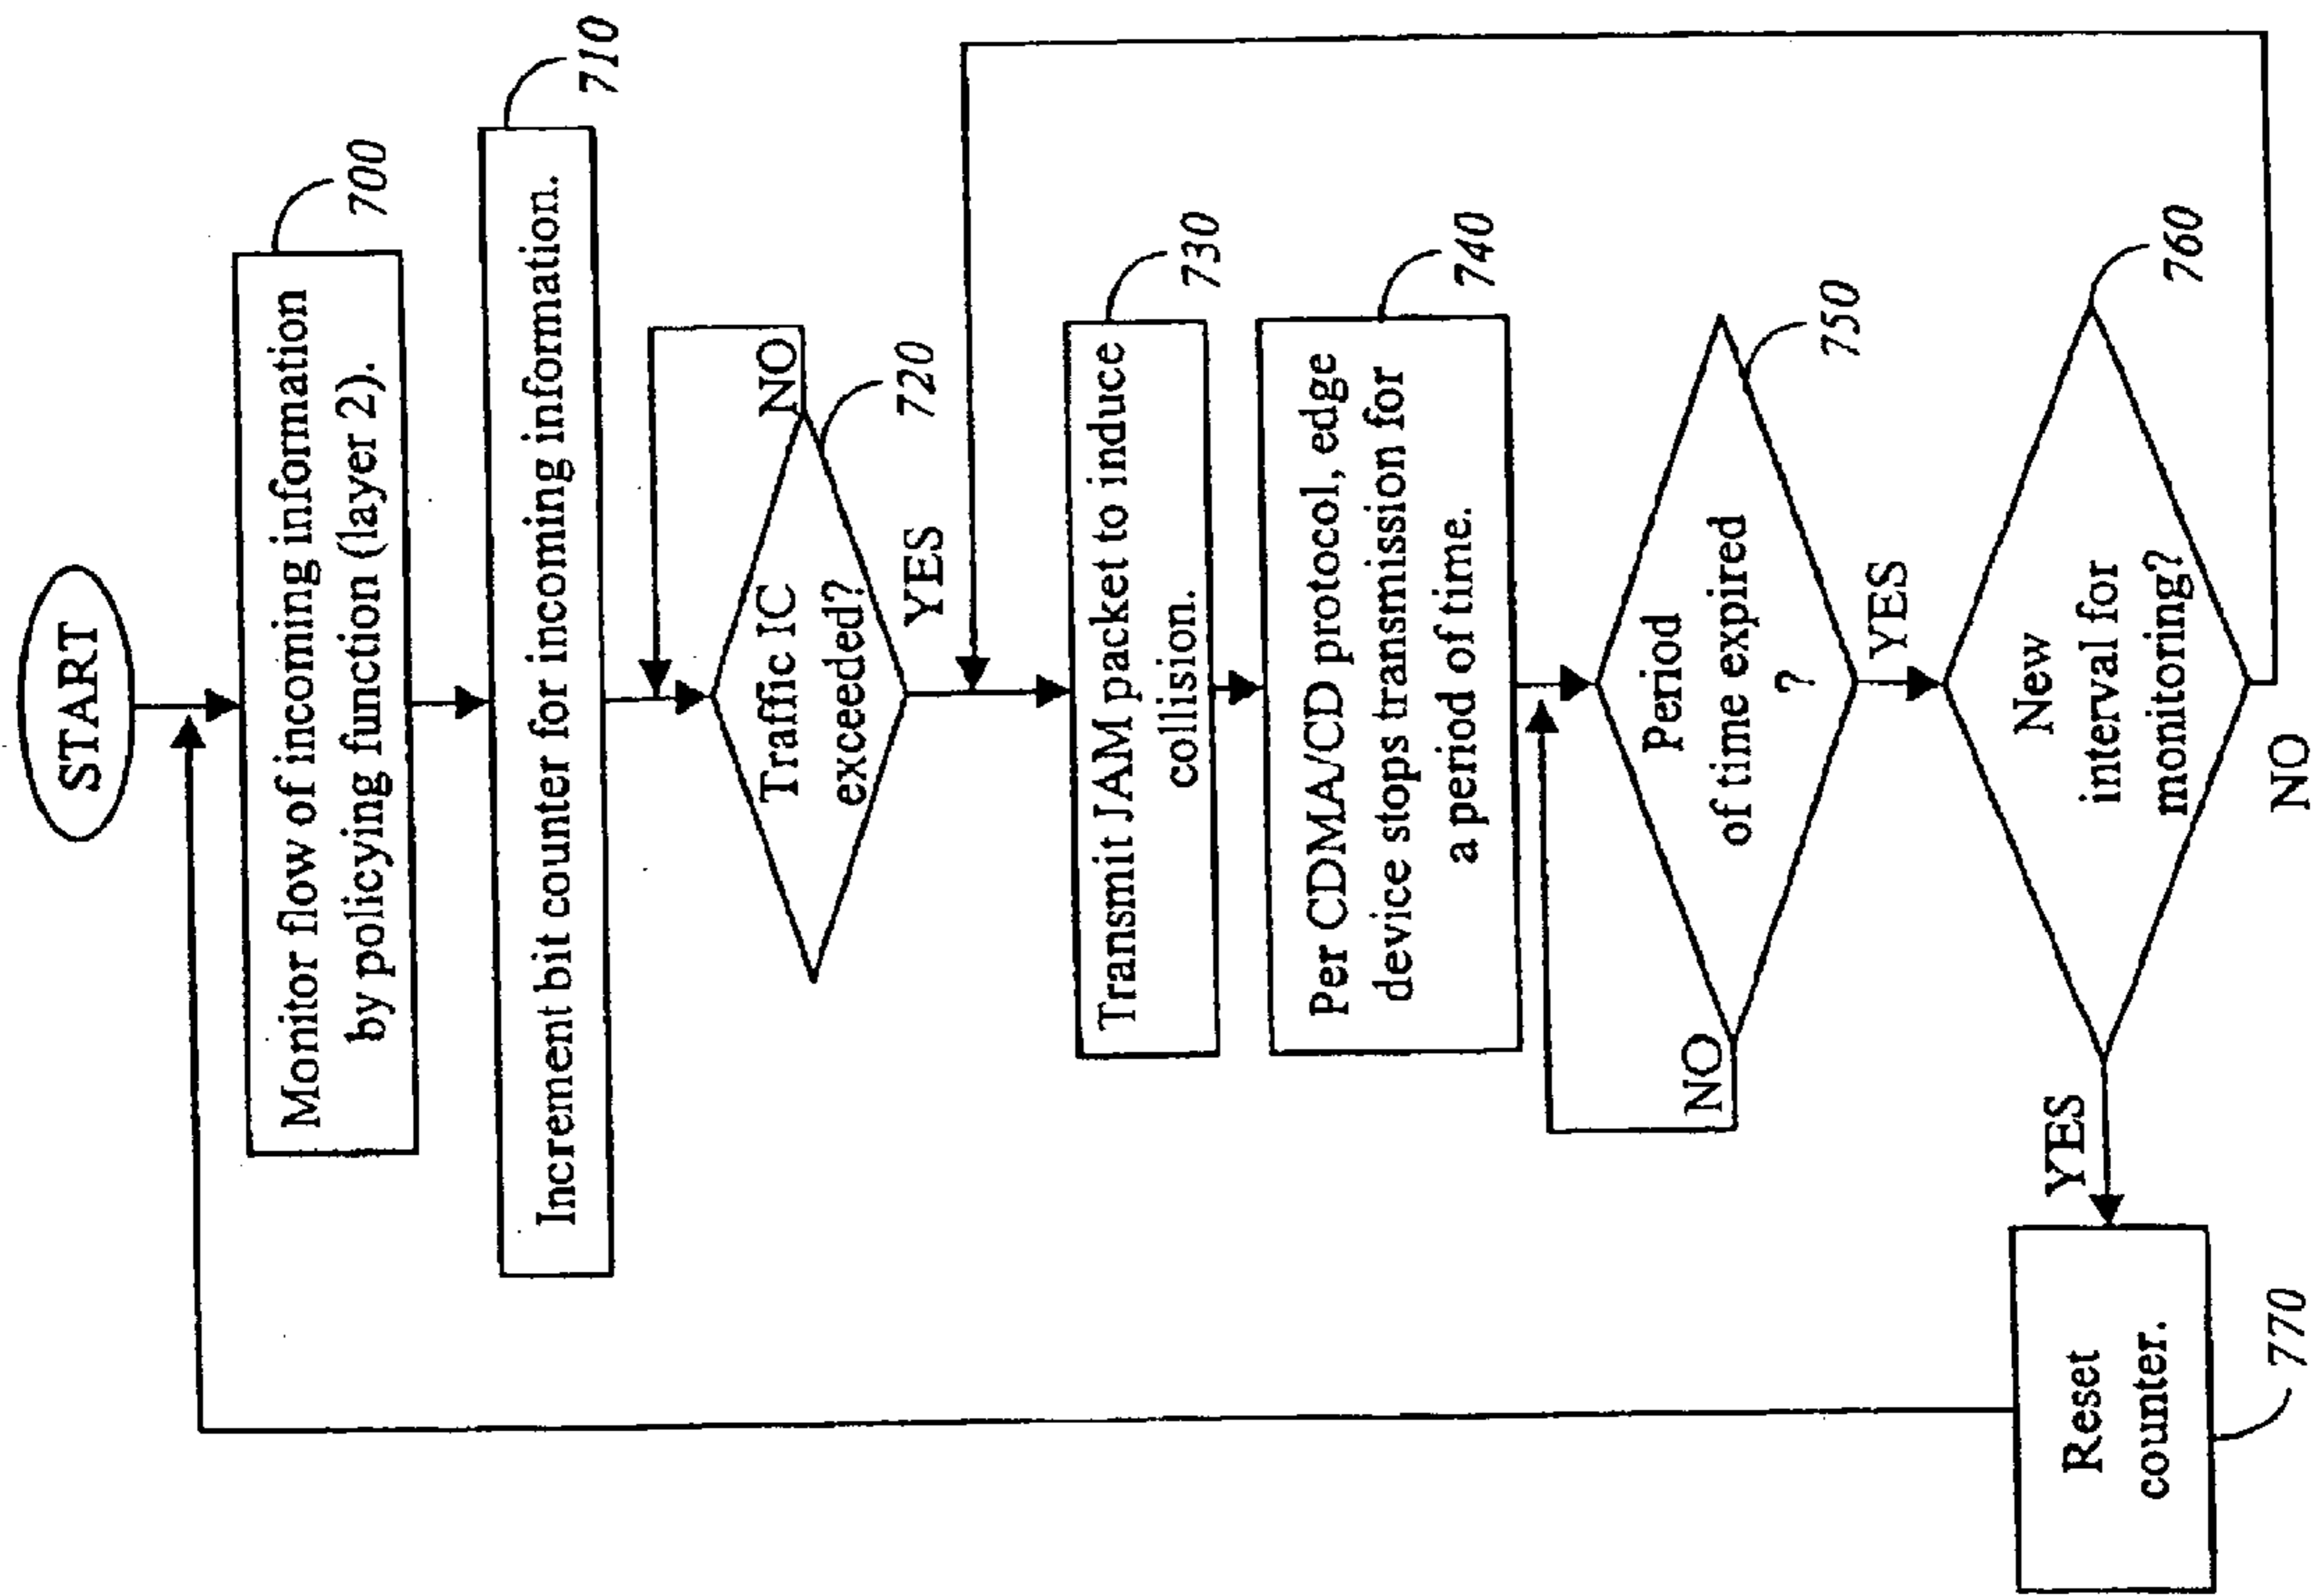 START
Monitor flow of incoming information
by policying function (layer 2).
700
Increment bit counter for incoming information.
710
Traffic IC
exceeded?
NO
720
YES
Transmit JAM packet to induce
collision.
730
Per CDMA/CD protocol, edge
device stops transmission for
a period of time.
740
Period
of time expired
?
NO
750
YES
New
interval for
monitoring?
760
YES
NO
Reset
counter.
770